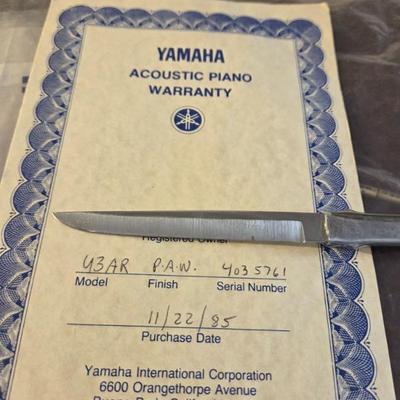 YAMAHA
ACOUSTIC PIANO
WARRANTY
Registered Owner
U3AR P.A.W. 4035761
Model Finish Serial Number
11/22/85
Purchase Date
Yamaha International Corporation
6600 Orangethorpe Avenue